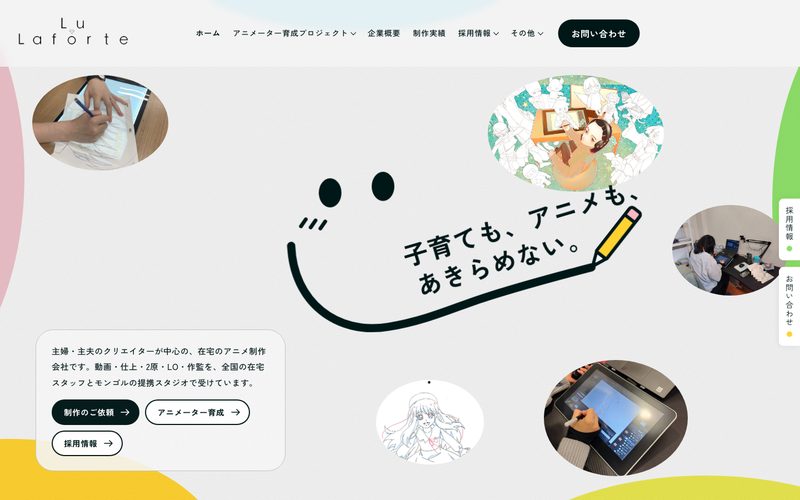 Lu
Laforte
ホーム
アニメーター育成プロジェクト
企業概要
制作実績
採用情報
その他
お問い合わせ
子育ても、アニメも、
あきらめない。
採用情報
お問い合わせ
主婦・主夫のクリエイターが中心の、在宅のアニメ制作
会社です。動画・仕上・2原・LO・作監を、全国の在宅
スタッフとモンゴルの提携スタジオで受けています。
制作のご依頼 →
アニメーター育成 →
採用情報 →